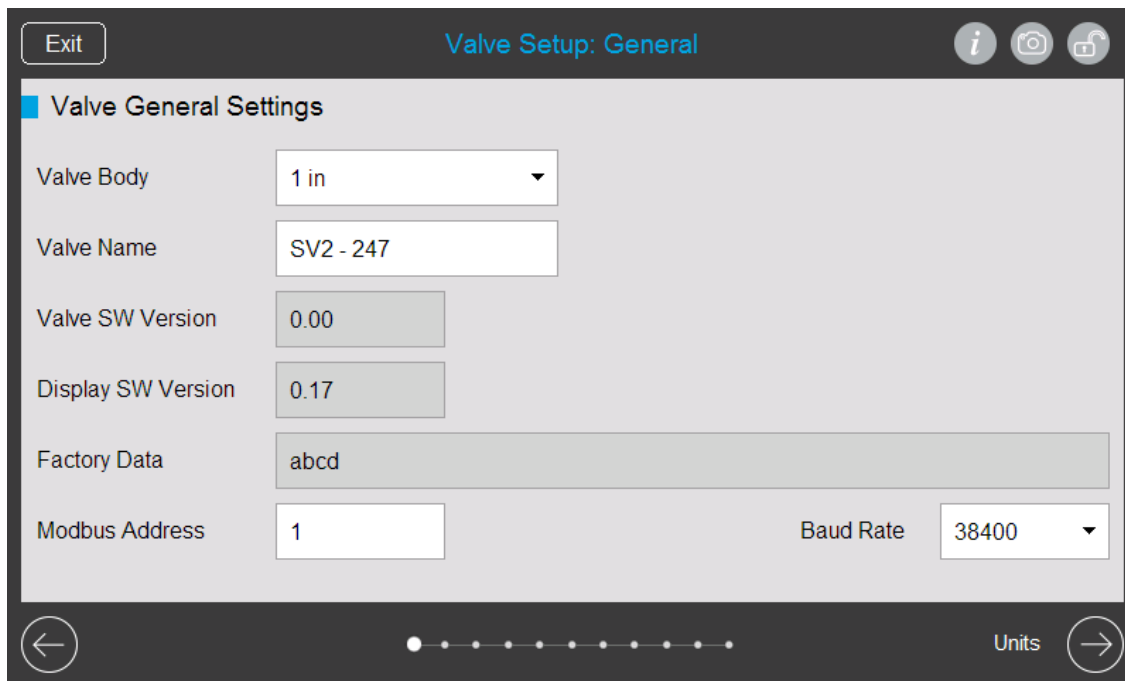 Exit
Valve Setup: General
i
Valve General Settings
Valve Body
1 in
Valve Name
SV2 - 247
Valve SW Version
0.00
Display SW Version
0.17
Factory Data
abcd
Modbus Address
1
Baud Rate
38400
Units